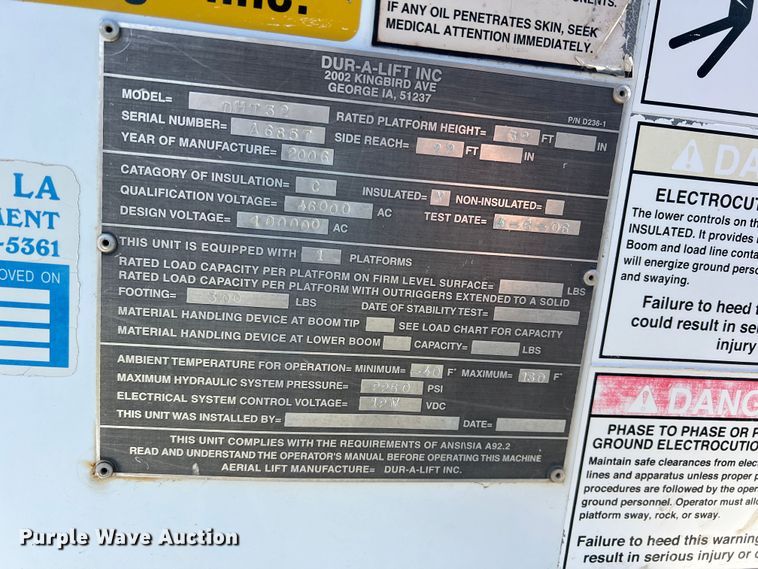 IF ANY OIL PENETRATES SKIN, SEEK
MEDICAL ATTENTION IMMEDIATELY.
DUR-A-LIFT INC
2002 KINGBIRD AVE
GEORGE IA, 51237
P/N D236-1
MODEL= DHT32 RATED PLATFORM HEIGHT= 32 FT IN
SERIAL NUMBER= A6857 SIDE REACH= 22 FT IN
YEAR OF MANUFACTURE= 2006
CATAGORY OF INSULATION= C INSULATED= Y NON-INSULATED=
QUALIFICATION VOLTAGE= 46000 AC TEST DATE=
DESIGN VOLTAGE= 100000 AC
THIS UNIT IS EQUIPPED WITH 1 PLATFORMS
RATED LOAD CAPACITY PER PLATFORM ON FIRM LEVEL SURFACE= LBS
RATED LOAD CAPACITY PER PLATFORM WITH OUTRIGGERS EXTENDED TO A SOLID
FOOTING= 300 LBS DATE OF STABILITY TEST=
MATERIAL HANDLING DEVICE AT BOOM TIP SEE LOAD CHART FOR CAPACITY
MATERIAL HANDLING DEVICE AT LOWER BOOM CAPACITY= LBS
AMBIENT TEMPERATURE FOR OPERATION= MINIMUM= -40 F° MAXIMUM= 130 F°
MAXIMUM HYDRAULIC SYSTEM PRESSURE= 2250 PSI
ELECTRICAL SYSTEM CONTROL VOLTAGE= 12V VDC
THIS UNIT WAS INSTALLED BY= DATE=
THIS UNIT COMPLIES WITH THE REQUIREMENTS OF ANSI\SIA A92.2
READ AND UNDERSTAND THE OPERATOR'S MANUAL BEFORE OPERATING THIS MACHINE
AERIAL LIFT MANUFACTURE= DUR-A-LIFT INC.
LA
MENT
-5361
OVED ON
DA
ELECTROCUT
The lower controls on th
INSULATED. It provides
Boom and load line conta
will energize ground perso
and swaying.
Failure to heed t
could result in se
injury
DANG
PHASE TO PHASE OR P
GROUND ELECTROCUTIO
Maintain safe clearances from elec
lines and apparatus unless proper p
procedures are followed by the oper
ground personnel. Operator must all
platform sway, rock, or sway.
Failure to heed this warning
result in serious injury or d
Purple Wave Auction